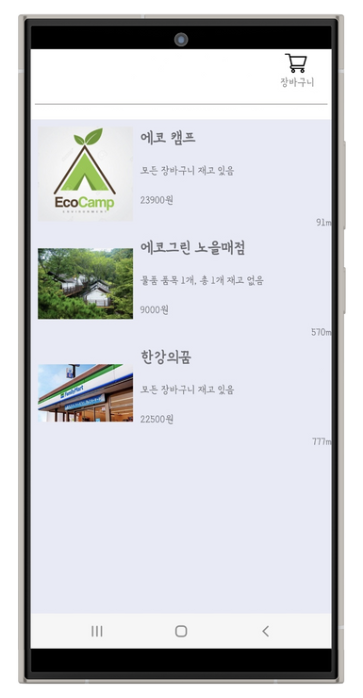 장바구니
에코 캠프
모든 장바구니 재고 있음
23900원
EcoCamp
ENVIRONMENT
91m
에코그린 노을매점
물품 품목 1개, 총 1개 재고 없음
9000원
570m
한강의꿈
모든 장바구니 재고 있음
FamilyMart
22500원
777m